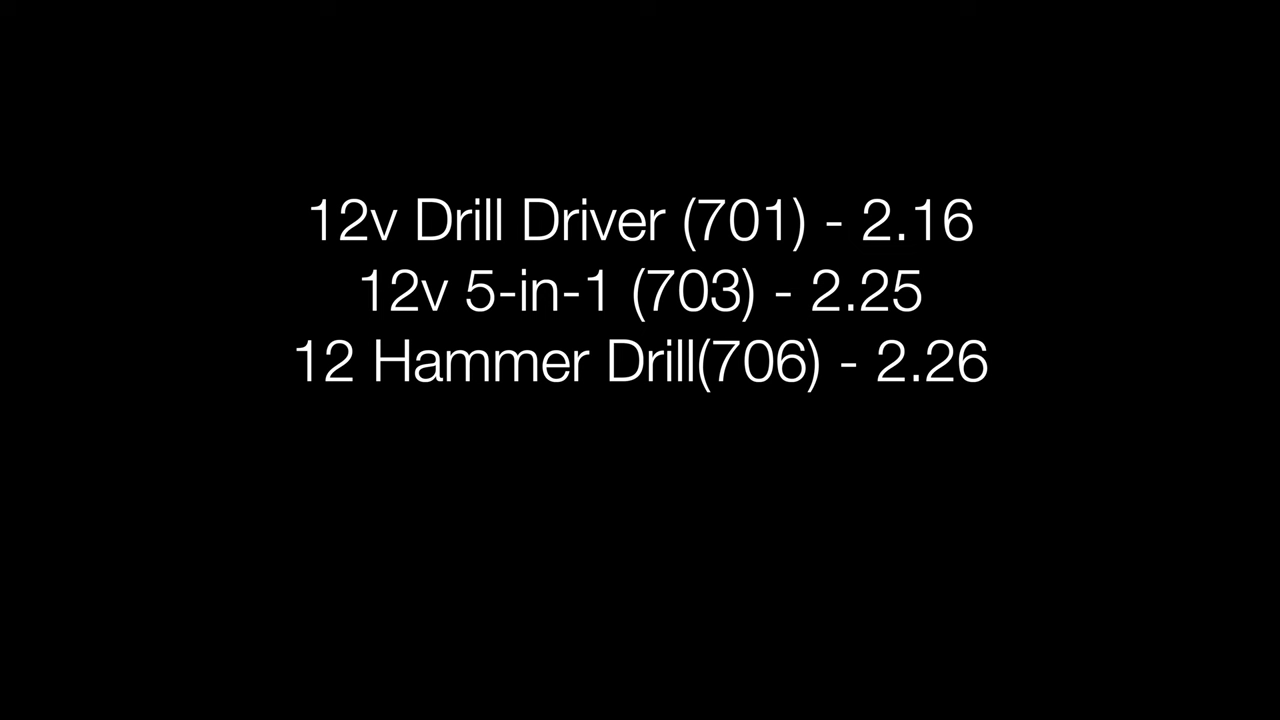 12v Drill Driver (701) - 2.16
12v 5-in-1 (703) - 2.25
12 Hammer Drill(706) - 2.26